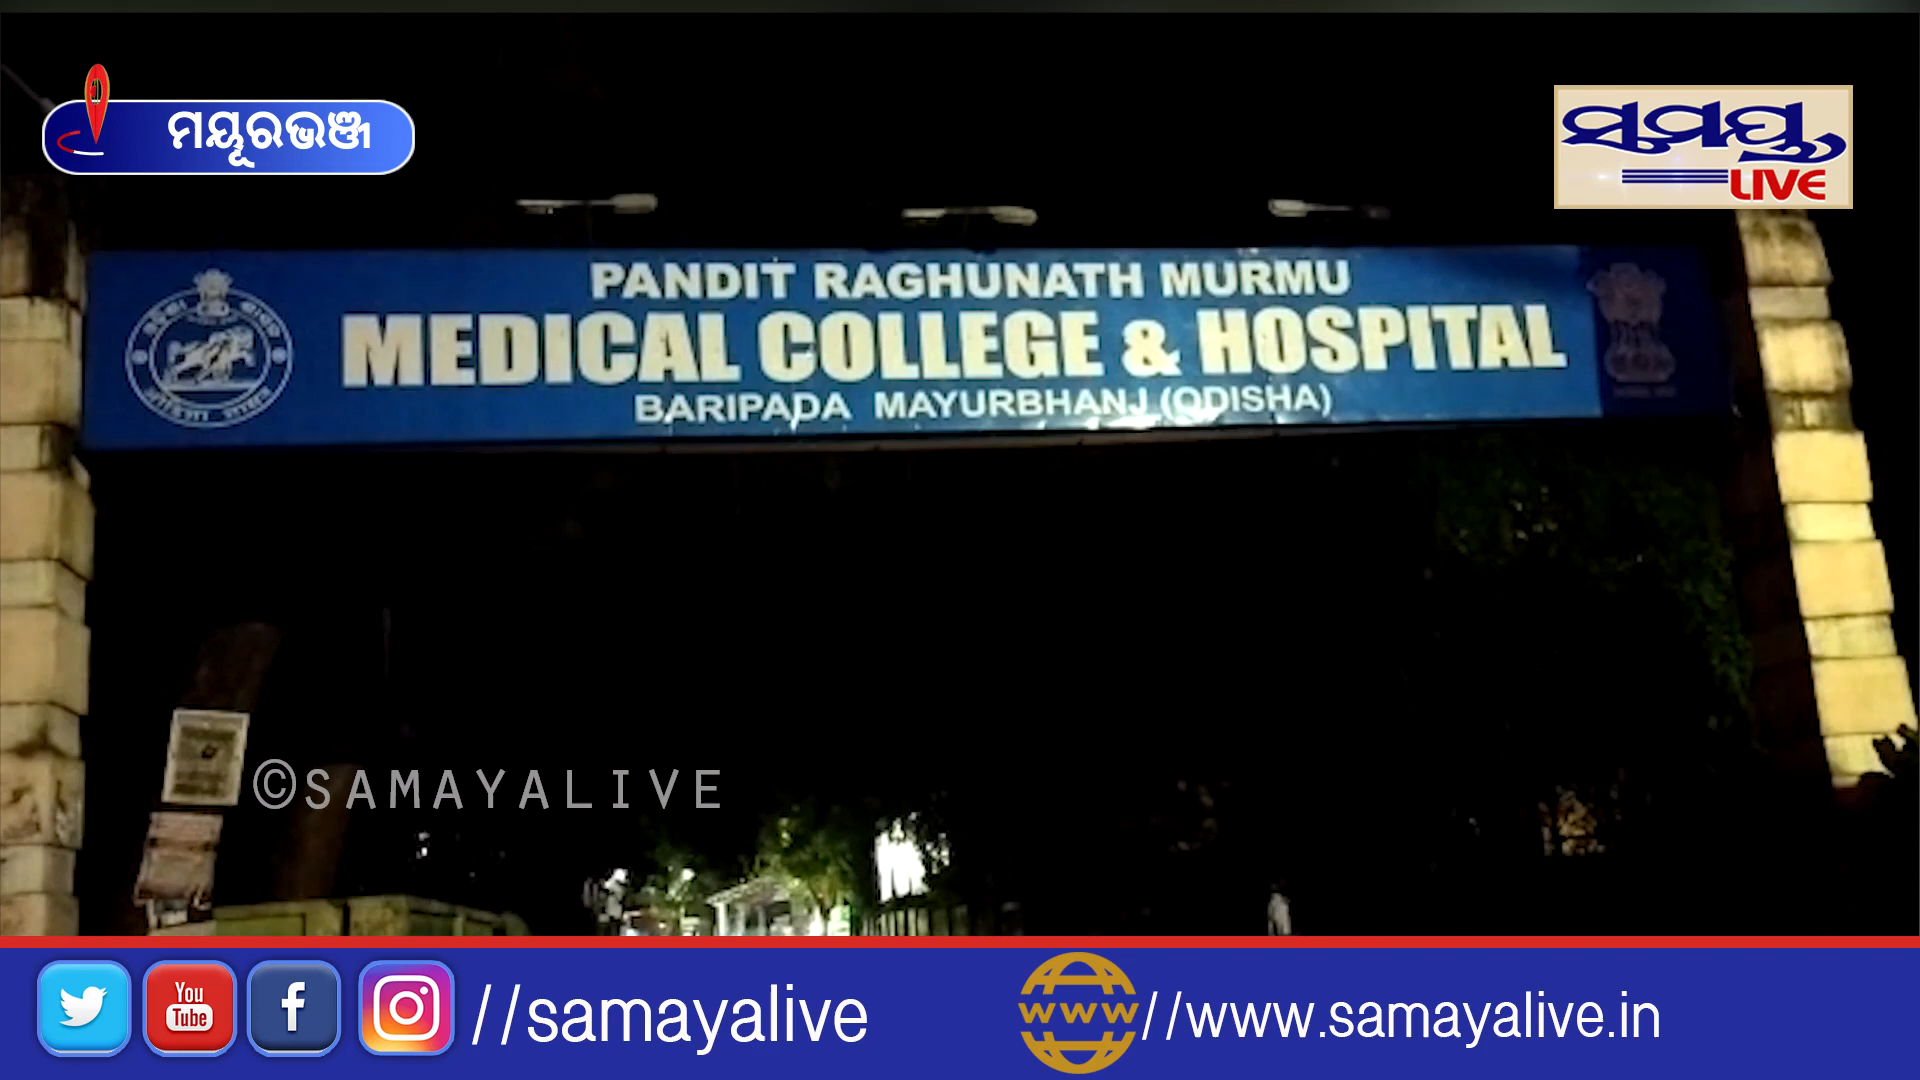 ମୟୂରଭଞ୍ଜ
ସମୟ
LIVE
PANDIT RAGHUNATH MURMU
MEDICAL COLLEGE & HOSPITAL
BARIPADA MAYURBHANJ (ODISHA)
©SAMAYALIVE
You
Tube
//samayalive
www//www.samayalive.in